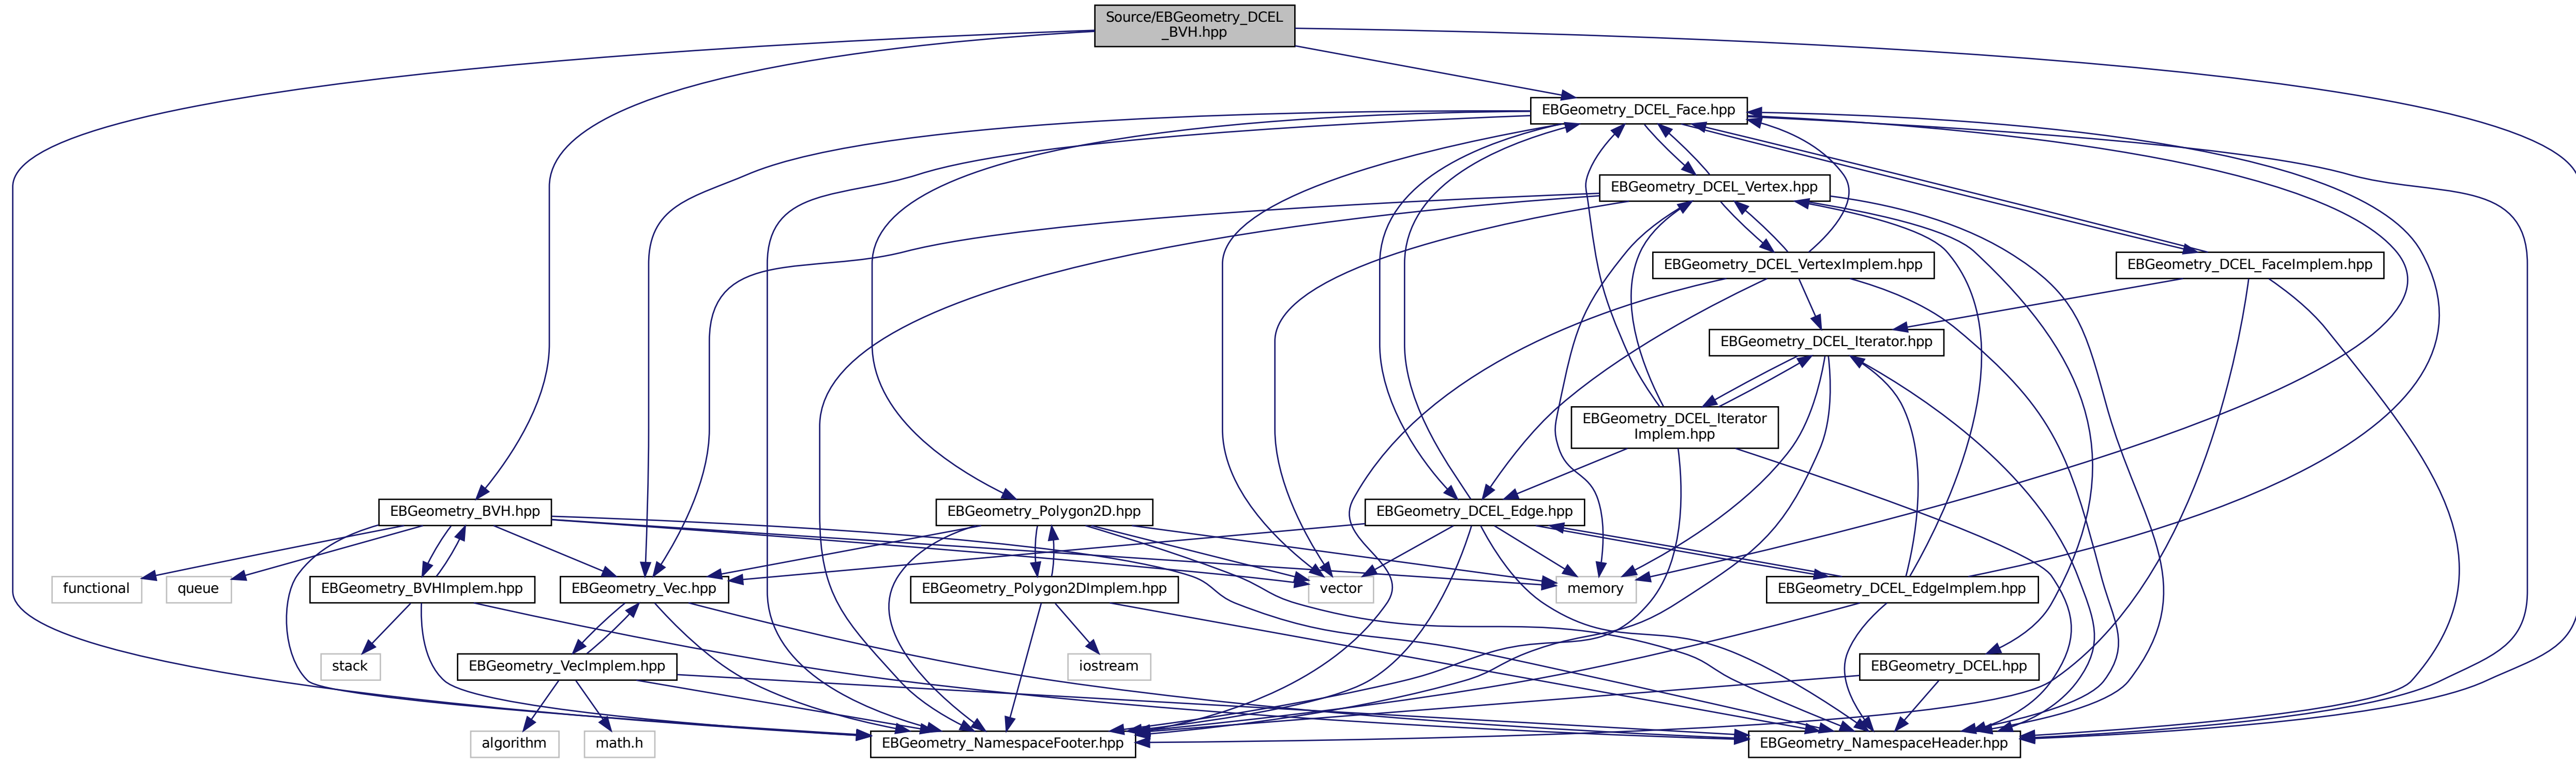 Source/EBGeometry_DCEL
_BVH.hpp
EBGeometry_DCEL_Face.hpp
EBGeometry_DCEL_Vertex.hpp
EBGeometry_DCEL_VertexImplem.hpp
EBGeometry_DCEL_FaceImplem.hpp
EBGeometry_DCEL_Iterator.hpp
EBGeometry_DCEL_Iterator
Implem.hpp
EBGeometry_BVH.hpp
EBGeometry_Polygon2D.hpp
EBGeometry_DCEL_Edge.hpp
functional
queue
EBGeometry_BVHImplem.hpp
EBGeometry_Vec.hpp
EBGeometry_Polygon2DImplem.hpp
vector
memory
EBGeometry_DCEL_EdgeImplem.hpp
stack
EBGeometry_VecImplem.hpp
iostream
EBGeometry_DCEL.hpp
algorithm
math.h
EBGeometry_NamespaceFooter.hpp
EBGeometry_NamespaceHeader.hpp